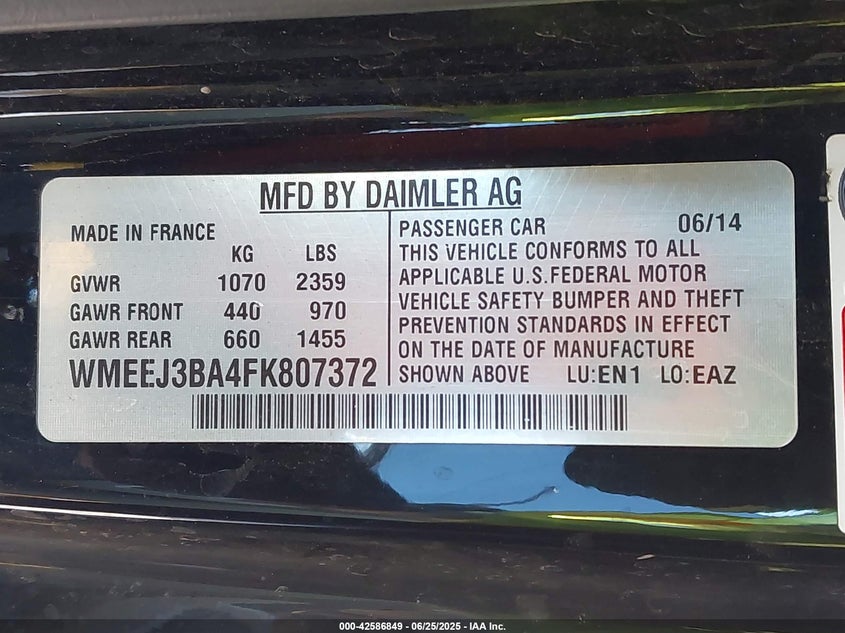 MFD BY DAIMLER AG
MADE IN FRANCE
KG LBS
GVWR 1070 2359
GAWR FRONT 440 970
GAWR REAR 660 1455
WMEEJ3BA4FK807372
PASSENGER CAR 06/14
THIS VEHICLE CONFORMS TO ALL
APPLICABLE U.S.FEDERAL MOTOR
VEHICLE SAFETY BUMPER AND THEFT
PREVENTION STANDARDS IN EFFECT
ON THE DATE OF MANUFACTURE
SHOWN ABOVE LU:EN1 LO:EAZ
000-42586849 - 06/25/2025 - IAA Inc.